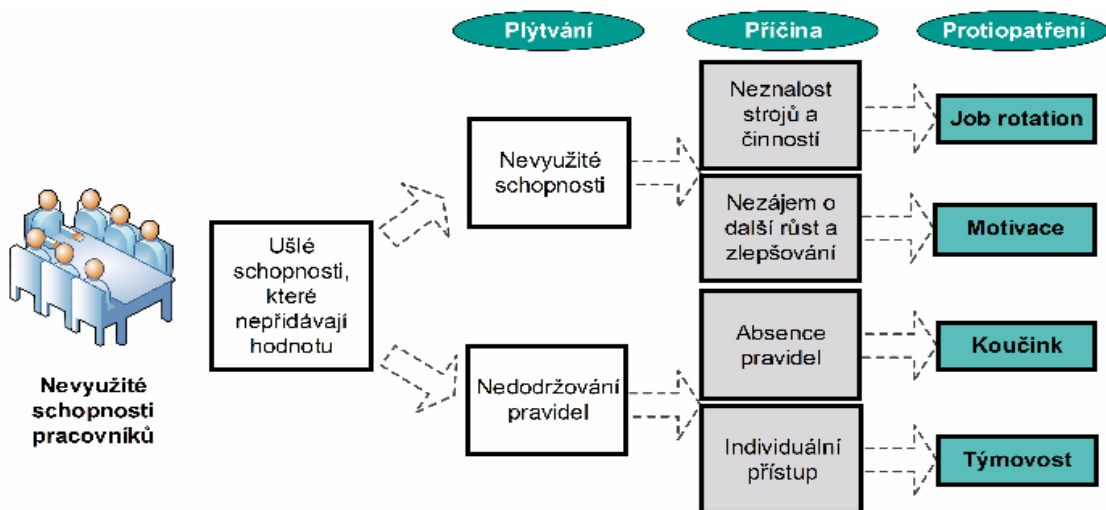 Plýtvání
Příčina
Protiopatření
Neznalost
strojů a
činností
Job rotation
Nevyužité
schopnosti
Nezájem o
další růst a
zlepšování
Motivace
Ušlé
schopnosti,
které
nepřidávají
hodnotu
Absence
pravidel
Koučink
Nevyužité
schopnosti
pracovníků
Nedodržování
pravidel
Individuální
přístup
Týmovost